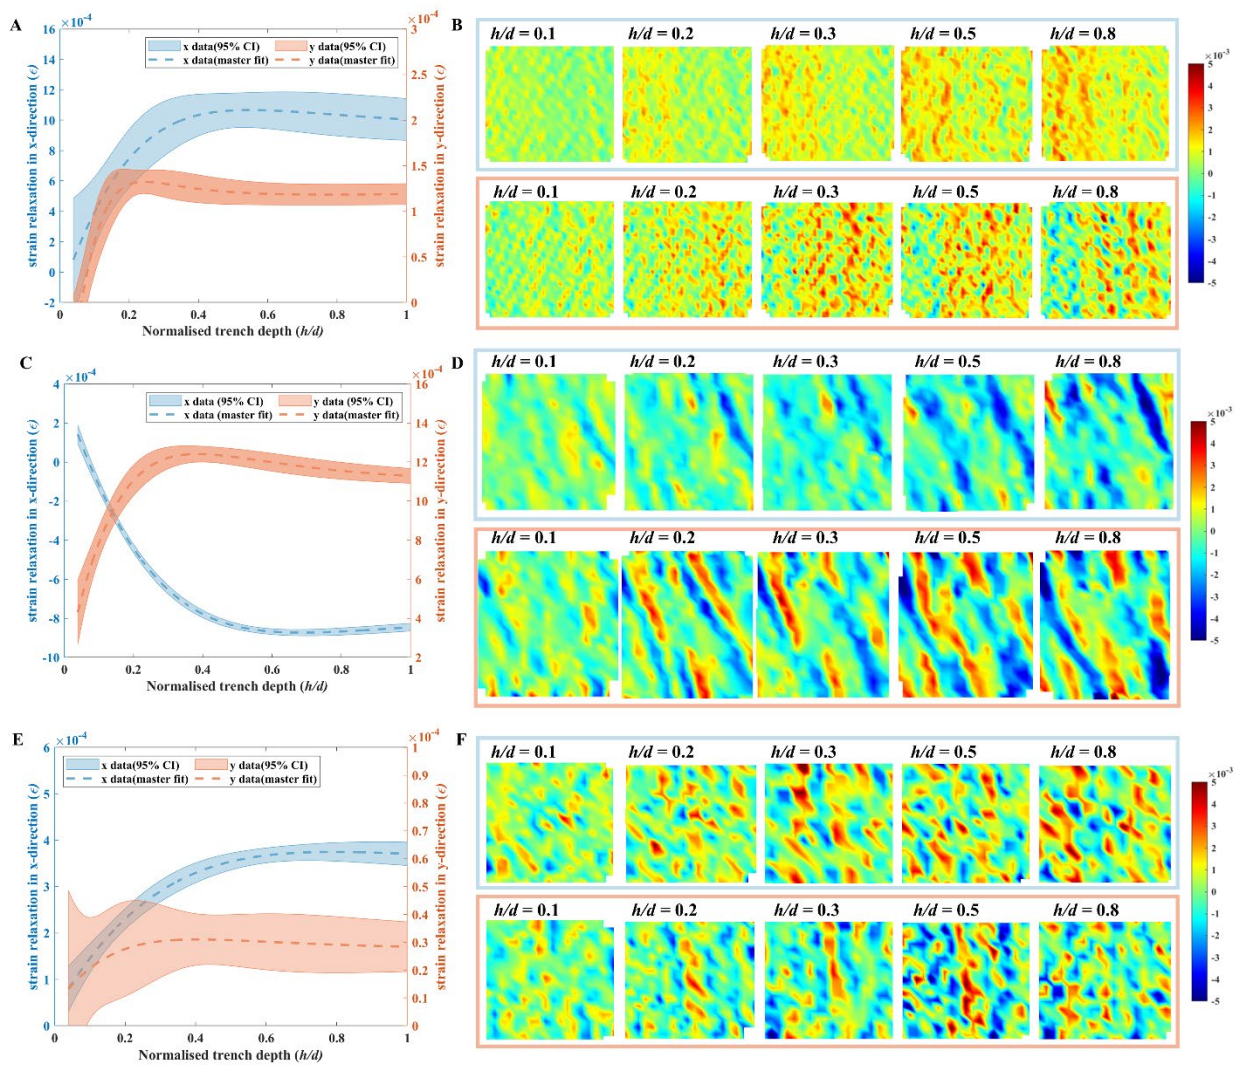 A
×10⁻⁴
×10⁻⁴
x data(95% CI)
y data(95% CI)
x data(master fit)
y data(master fit)
16
14
12
10
8
6
4
2
0
-2
3
2.5
2
1.5
1
0.5
0
strain relaxation in x-direction (ϵ)
strain relaxation in y-direction (ϵ)
0 0.2 0.4 0.6 0.8 1
Normalised trench depth (h/d)
B
h/d = 0.1 h/d = 0.2 h/d = 0.3 h/d = 0.5 h/d = 0.8
h/d = 0.1 h/d = 0.2 h/d = 0.3 h/d = 0.5 h/d = 0.8
×10⁻³
5
4
3
2
1
0
-1
-2
-3
-4
-5
C
×10⁻⁴
×10⁻⁴
x data (95% CI)
y data (95% CI)
x data (master fit)
y data(master fit)
4
2
0
-2
-4
-6
-8
-10
16
14
12
10
8
6
4
2
strain relaxation in x-direction (ϵ)
strain relaxation in y-direction (ϵ)
0 0.2 0.4 0.6 0.8 1
Normalised trench depth (h/d)
D
h/d = 0.1 h/d = 0.2 h/d = 0.3 h/d = 0.5 h/d = 0.8
h/d = 0.1 h/d = 0.2 h/d = 0.3 h/d = 0.5 h/d = 0.8
×10⁻³
5
4
3
2
1
0
-1
-2
-3
-4
-5
E
×10⁻⁴
×10⁻⁴
x data(95% CI)
y data(95% CI)
x data(master fit)
y data(master fit)
6
5
4
3
2
1
0
1
0.9
0.8
0.7
0.6
0.5
0.4
0.3
0.2
0.1
0
strain relaxation in x-direction (ϵ)
strain relaxation in y-direction (ϵ)
0 0.2 0.4 0.6 0.8 1
Normalised trench depth (h/d)
F
h/d = 0.1 h/d = 0.2 h/d = 0.3 h/d = 0.5 h/d = 0.8
h/d = 0.1 h/d = 0.2 h/d = 0.3 h/d = 0.5 h/d = 0.8
×10⁻³
5
4
3
2
1
0
-1
-2
-3
-4
-5